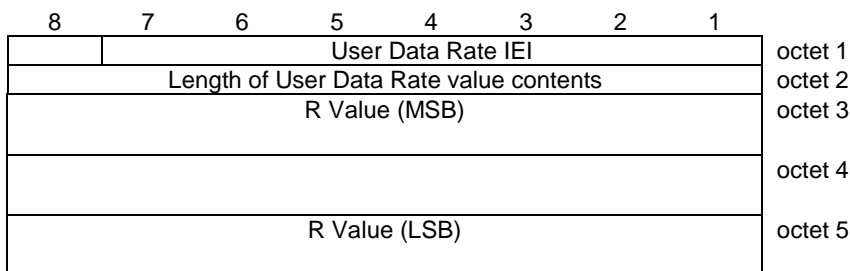 8 7 6 5 4 3 2 1
User Data Rate IEI octet 1
Length of User Data Rate value contents octet 2
R Value (MSB) octet 3
octet 4
R Value (LSB) octet 5